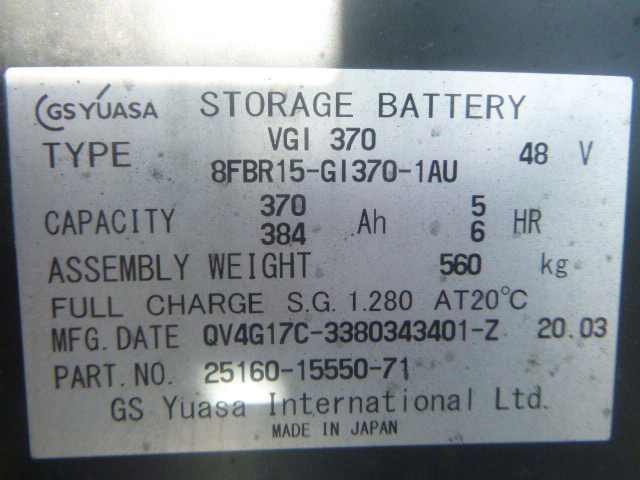 GS YUASA STORAGE BATTERY
TYPE VGI 370 48 V
8FBR15-GI370-1AU
CAPACITY 370 Ah 5 HR
384 6
ASSEMBLY WEIGHT 560 kg
FULL CHARGE S.G. 1.280 AT20℃
MFG. DATE QV4G17C-3380343401-Z 20.03
PART. NO. 25160-15550-71
GS Yuasa International Ltd.
MADE IN JAPAN